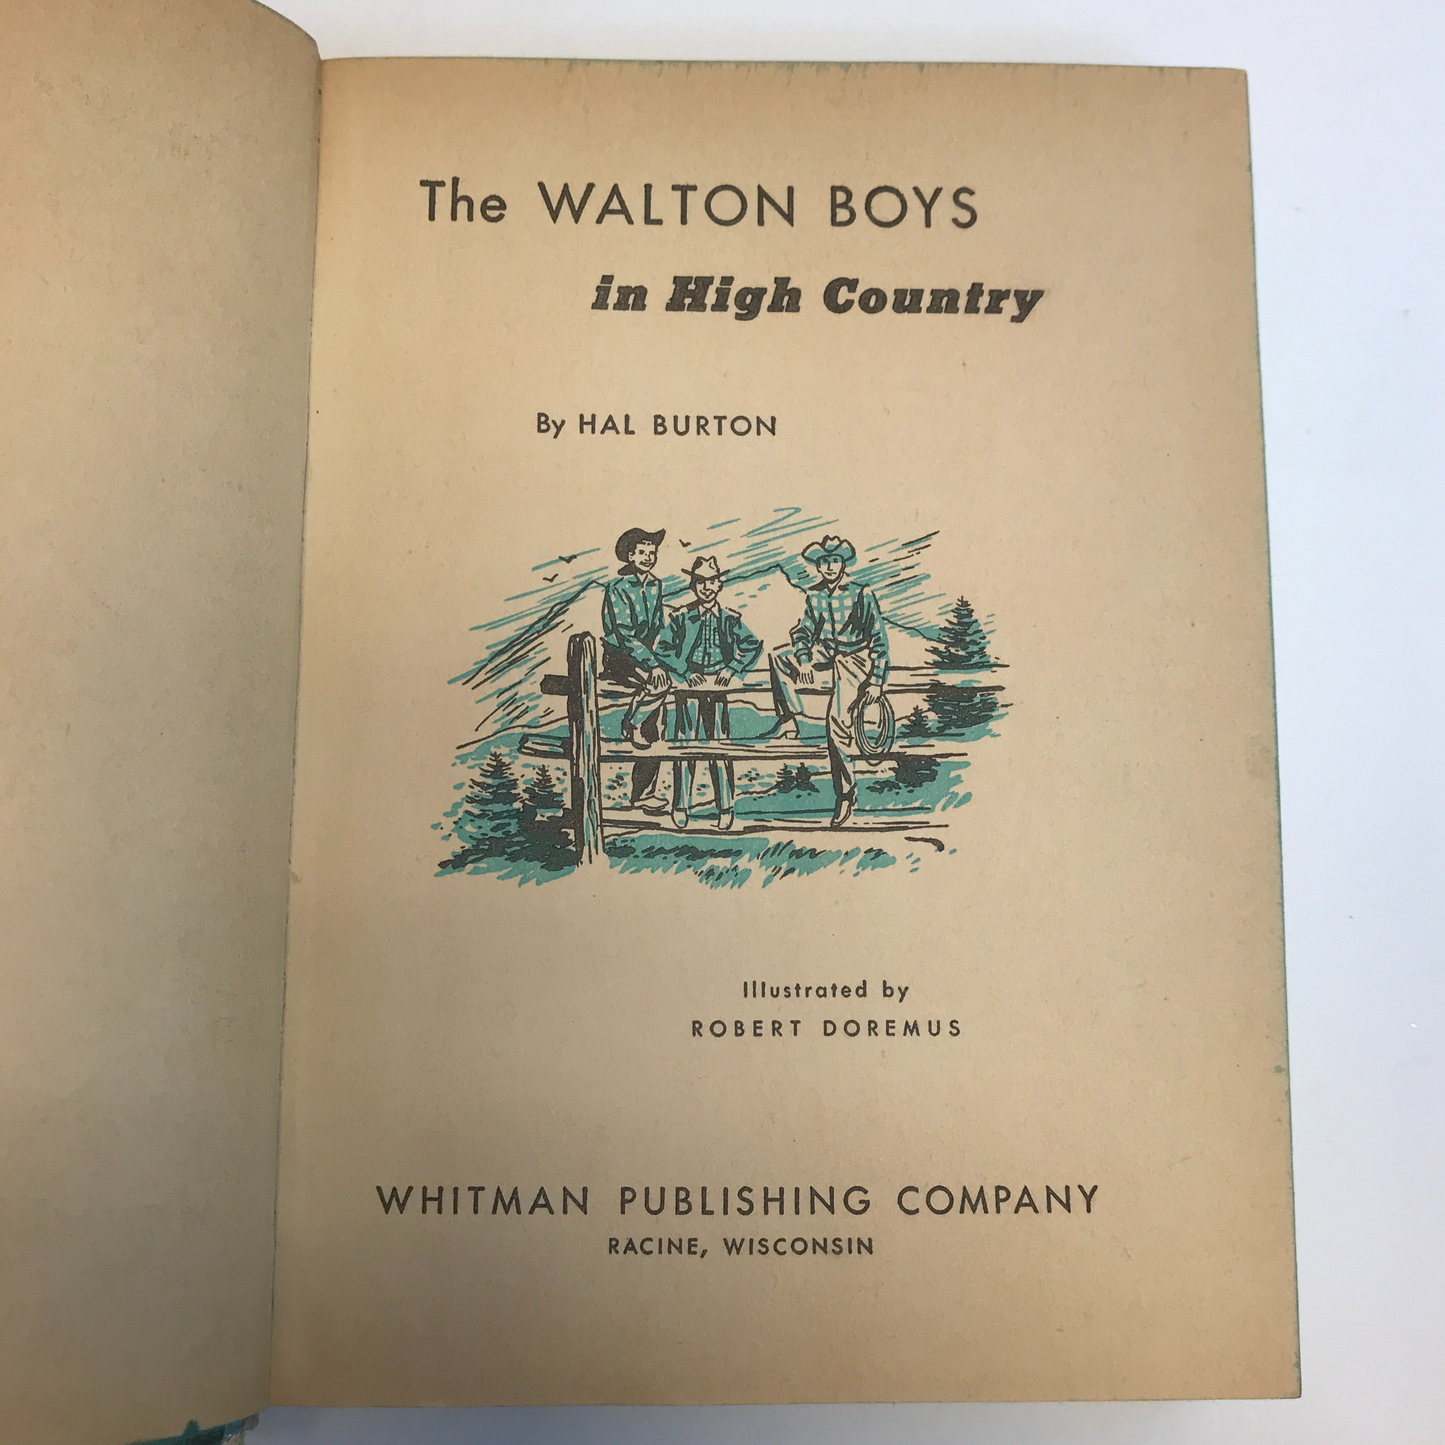 The WALTON BOYS
in High Country
By HAL BURTON
Illustrated by
ROBERT DOREMUS
WHITMAN PUBLISHING COMPANY
RACINE, WISCONSIN